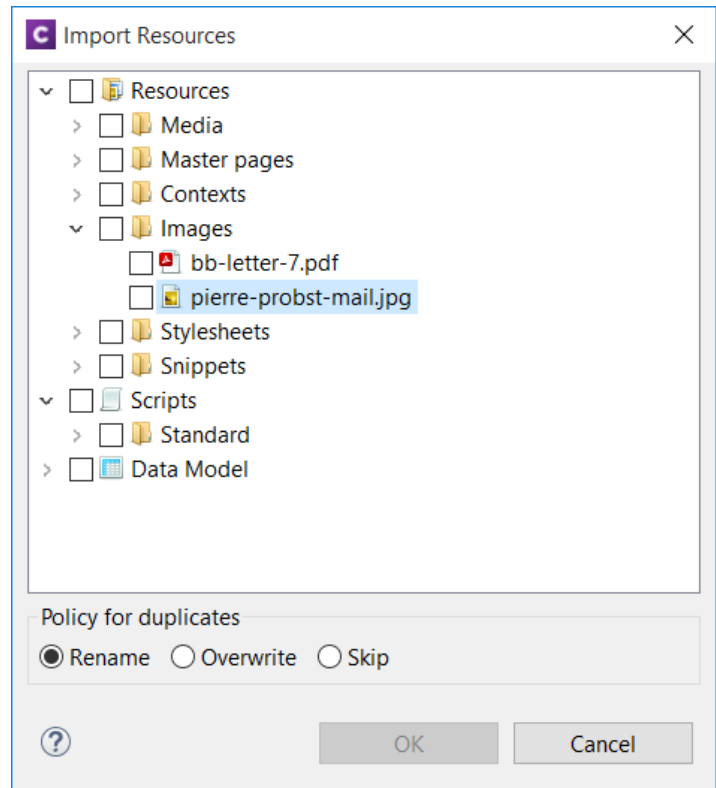 C Import Resources
Resources
Media
Master pages
Contexts
Images
bb-letter-7.pdf
pierre-probst-mail.jpg
Stylesheets
Snippets
Scripts
Standard
Data Model
Policy for duplicates
Rename Overwrite Skip
? OK Cancel